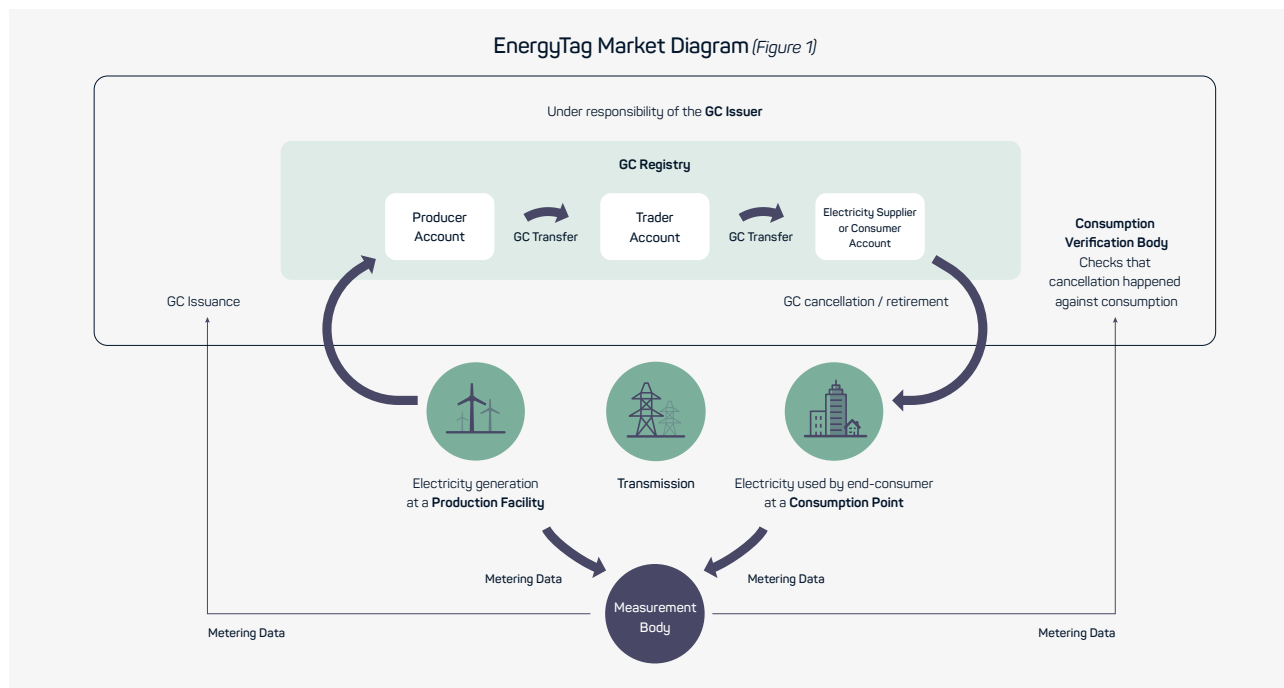 EnergyTag Market Diagram (Figure 1)
Under responsibility of the GC Issuer
GC Registry
Producer
Account
GC Transfer
Trader
Account
GC Transfer
Electricity Supplier
or Consumer
Account
Consumption
Verification Body
Checks that
cancellation happened
against consumption
GC Issuance
GC cancellation / retirement
Electricity generation
at a Production Facility
Transmission
Electricity used by end-consumer
at a Consumption Point
Metering Data
Metering Data
Measurement
Body
Metering Data
Metering Data